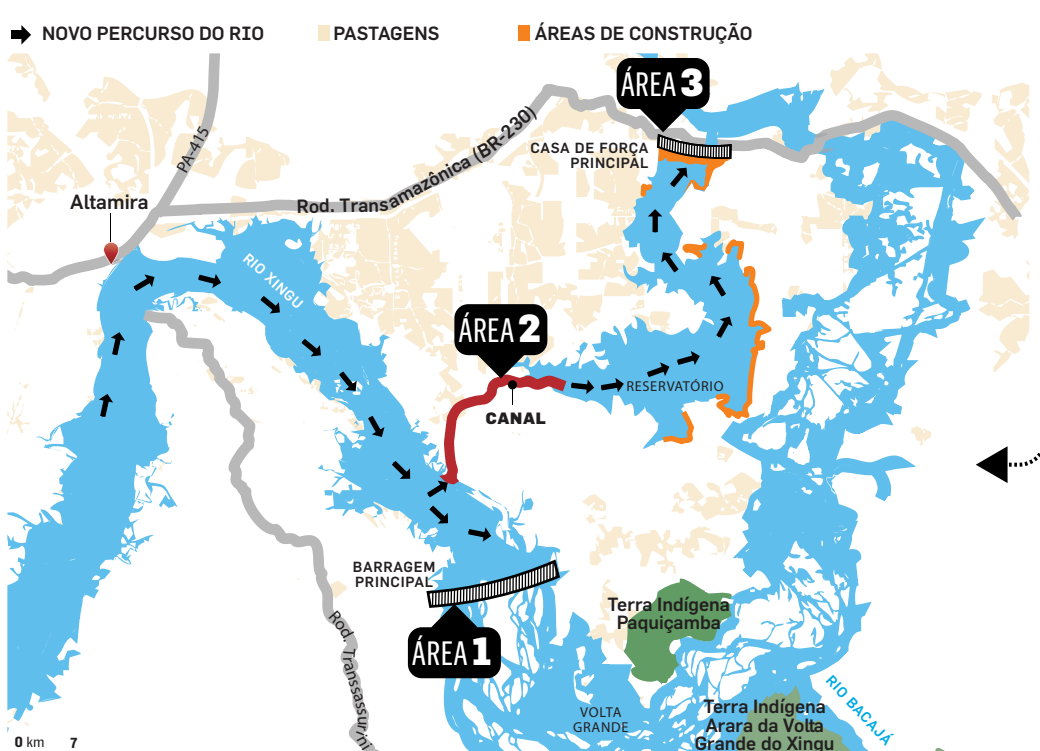 NOVO PERCURSO DO RIO
PASTAGENS
ÁREAS DE CONSTRUÇÃO
ÁREA 3
PA-415
Rod. Transamazônica (BR-230)
CASA DE FORÇA
PRINCIPAL
Altamira
RIO XINGU
ÁREA 2
RESERVATÓRIO
CANAL
BARRAGEM
PRINCIPAL
ÁREA 1
Terra Indígena
Paquiçamba
Rod. Transsassurini
RIO BACAJÁ
VOLTA
GRANDE
Terra Indígena
Arara da Volta
Grande do Xingu
0 km 7